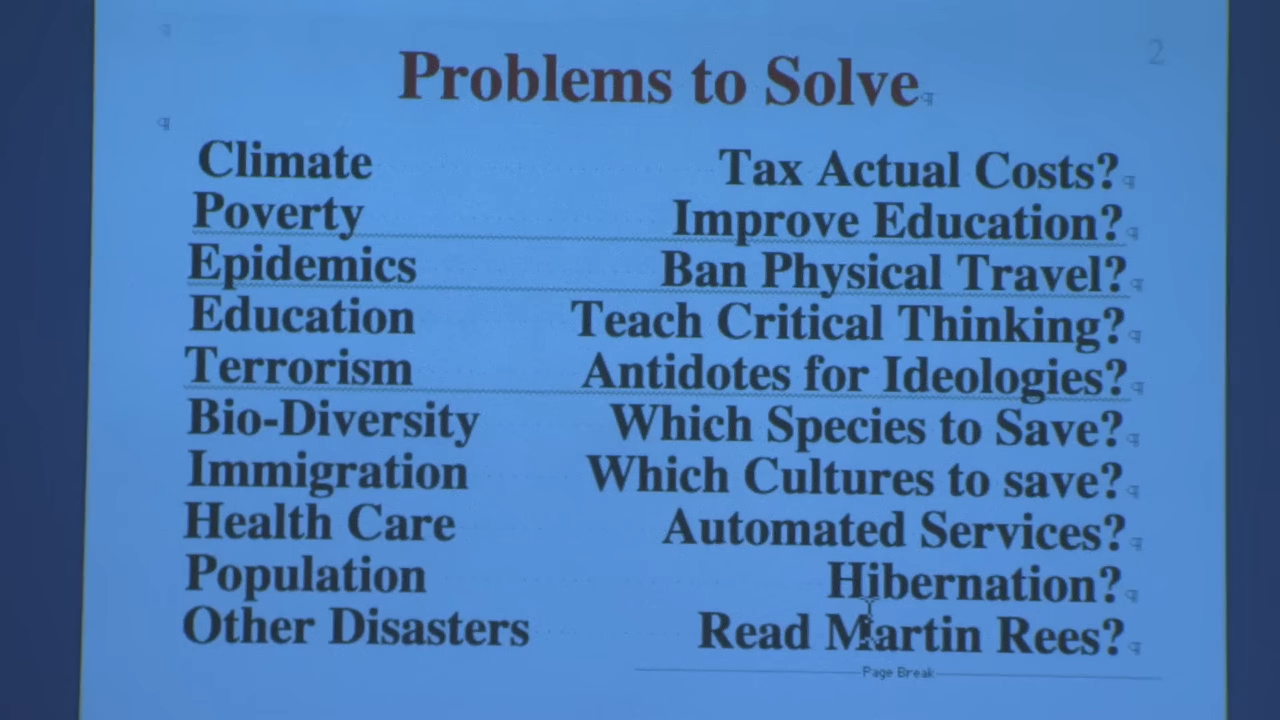 2
Problems to Solve
Climate Tax Actual Costs?
Poverty Improve Education?
Epidemics Ban Physical Travel?
Education Teach Critical Thinking?
Terrorism Antidotes for Ideologies?
Bio-Diversity Which Species to Save?
Immigration Which Cultures to save?
Health Care Automated Services?
Population Hibernation?
Other Disasters Read Martin Rees?
Page Break